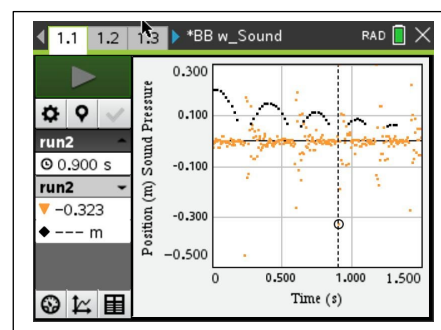 1.1 1.2 1.3 *BB w_Sound RAD
run2
0.900 s
run2
-0.323
--- m
Position (m) Sound Pressure
0.300
0.100
-0.100
-0.300
-0.500
0 0.500 1.000 1.500
Time (s)